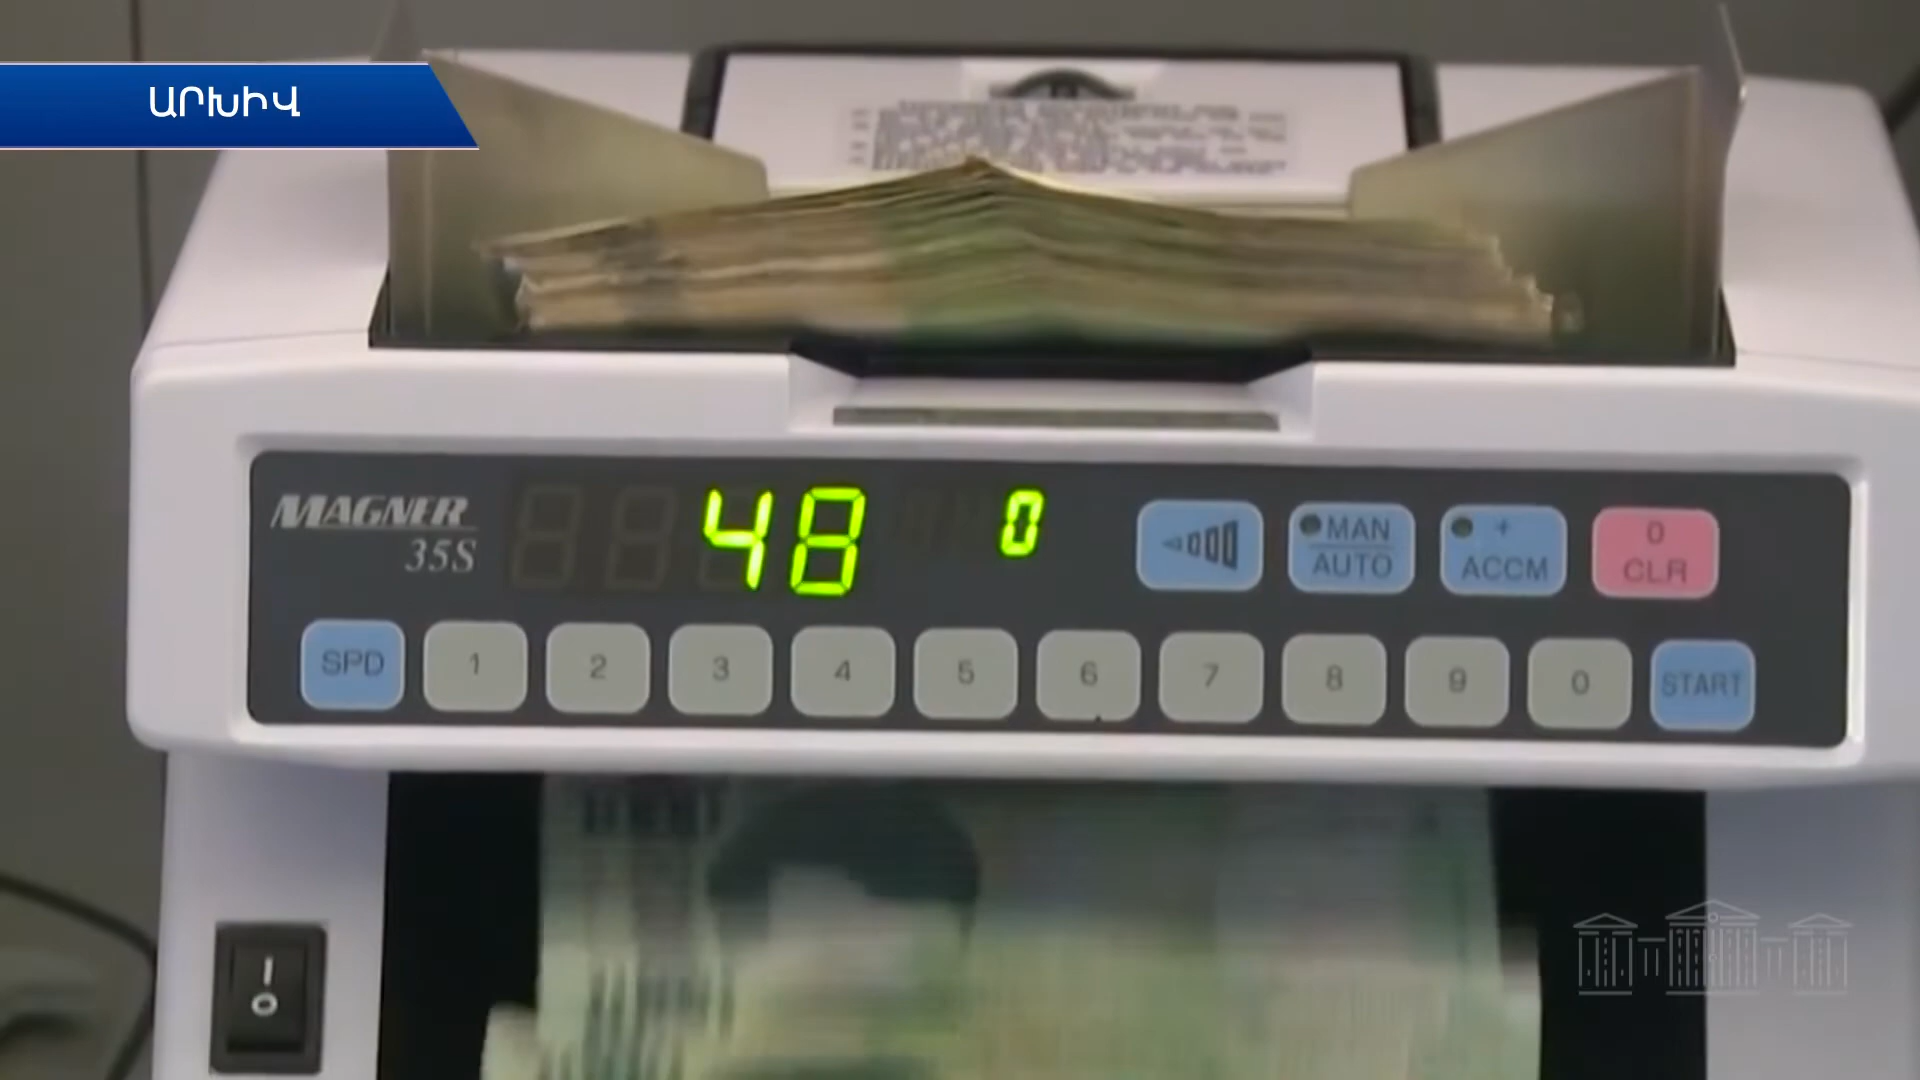 ԱՐԽԻՎ
MAGNER
35S
48 0
MAN
AUTO
+
ACCM
0
CLR
SPD 1 2 3 4 5 6 7 8 9 0 START